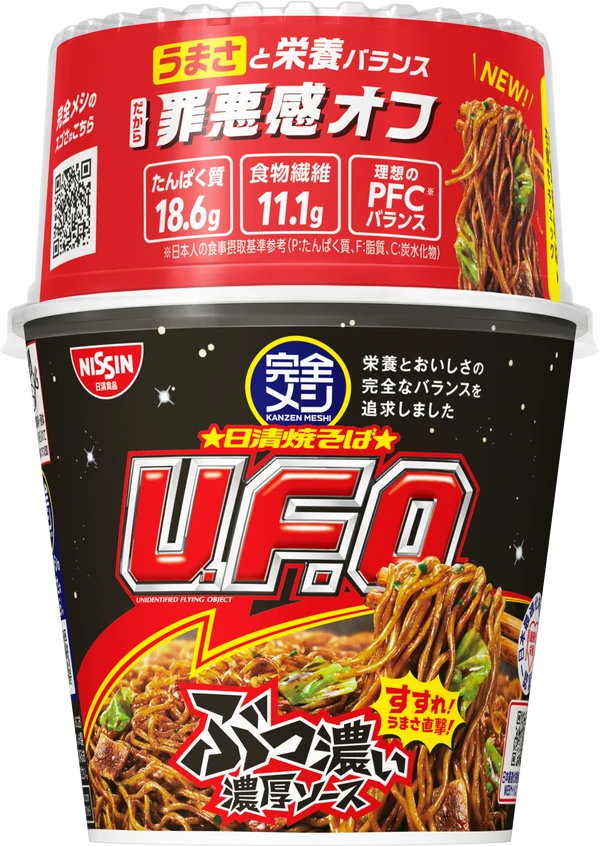 うまさと栄養バランス
だから
罪悪感オフ
NEW!
完全メシの
スゴさはこちら
たんぱく質
18.6g
食物繊維
11.1g
理想の
PFC※
バランス
※日本人の食事摂取基準参考(P:たんぱく質、F:脂質、C:炭水化物)
NISSIN
日清食品
完全
メシ
KANZEN MESHI
栄養とおいしさの
完全なバランスを
追求しました
★日清焼そば★
U.F.O.
UNIDENTIFIED FLYING OBJECT
すすれ!
うまさ直撃!
ぶっ濃い
濃厚ソース